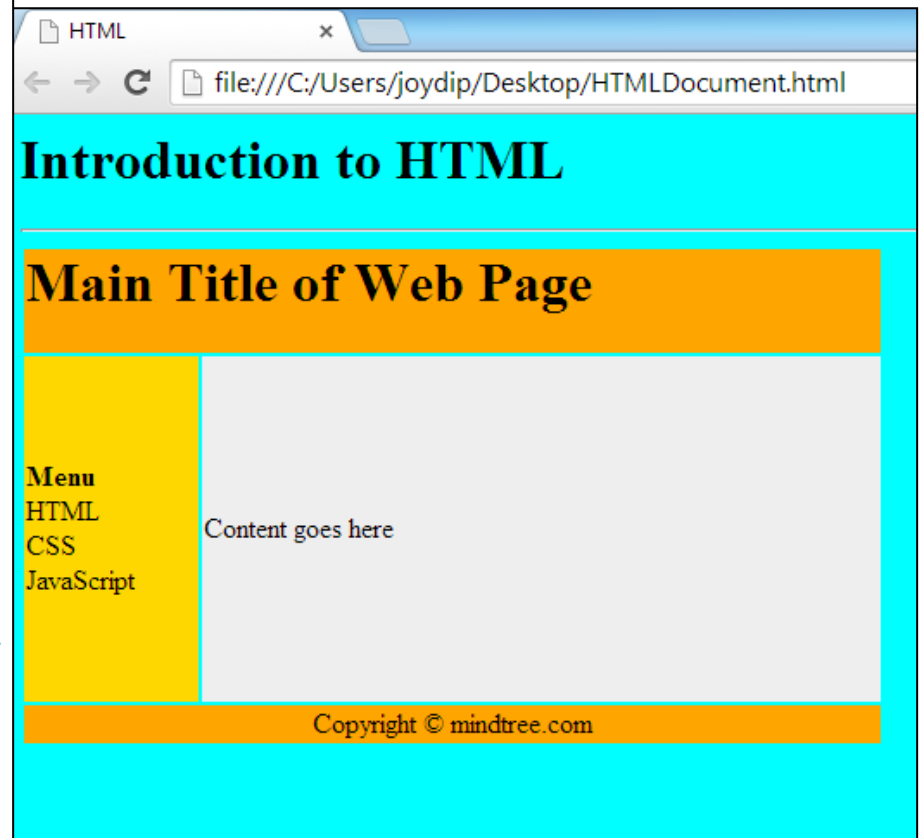 HTML
file:///C:/Users/joydip/Desktop/HTMLDocument.html
Introduction to HTML
Main Title of Web Page
Menu
HTML
CSS
JavaScript
Content goes here
Copyright © mindtree.com